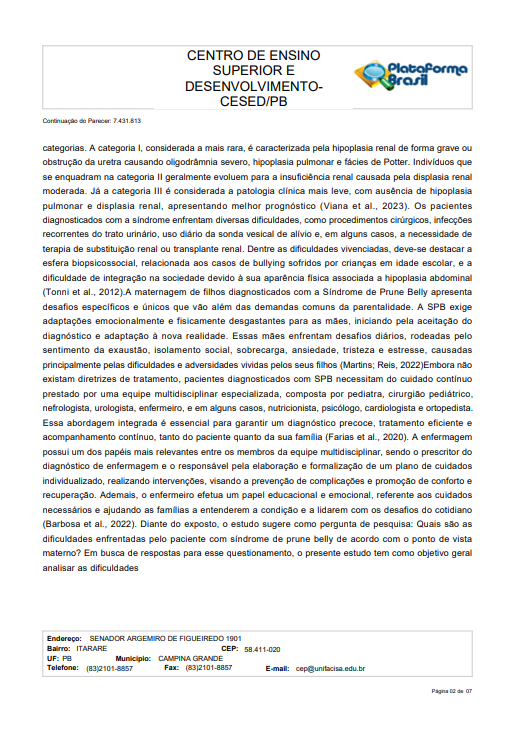 CENTRO DE ENSINO
SUPERIOR E
DESENVOLVIMENTO-
CESED/PB
Plataforma
Brasil
Continuação do Parecer: 7.431.813
categorias. A categoria I, considerada a mais rara, é caracterizada pela hipoplasia renal de forma grave ou
obstrução da uretra causando oligodrâmnio severo, hipoplasia pulmonar e fácies de Potter. Indivíduos que
se enquadram na categoria II geralmente evoluem para a insuficiência renal causada pela displasia renal
moderada. Já a categoria III é considerada a patologia clínica mais leve, com ausência de hipoplasia
pulmonar e displasia renal, apresentando melhor prognóstico (Viana et al., 2023). Os pacientes
diagnosticados com a síndrome enfrentam diversas dificuldades, como procedimentos cirúrgicos, infecções
recorrentes do trato urinário, uso diário da sonda vesical de alívio e, em alguns casos, a necessidade de
terapia de substituição renal ou transplante renal. Dentre as dificuldades vivenciadas, deve-se destacar a
esfera biopsicossocial, relacionada aos casos de bullying sofridos por crianças em idade escolar, e a
dificuldade de integração na sociedade devido à sua aparência física associada a hipoplasia abdominal
(Tonni et al., 2012).A maternagem de filhos diagnosticados com a Síndrome de Prune Belly apresenta
desafios específicos e únicos que vão além das demandas comuns da parentalidade. A SPB exige
adaptações emocionalmente e fisicamente desgastantes para as mães, iniciando pela aceitação do
diagnóstico e adaptação à nova realidade. Essas mães enfrentam desafios diários, rodeadas pelo
sentimento da exaustão, isolamento social, sobrecarga, ansiedade, tristeza e estresse, causadas
principalmente pelas dificuldades e adversidades vividas pelos seus filhos (Martins; Reis, 2022)Embora não
existam diretrizes de tratamento, pacientes diagnosticados com SPB necessitam do cuidado contínuo
prestado por uma equipe multidisciplinar especializada, composta por pediatra, cirurgião pediátrico,
nefrologista, urologista, enfermeiro, e em alguns casos, nutricionista, psicólogo, cardiologista e ortopedista.
Essa abordagem integrada é essencial para garantir um diagnóstico precoce, tratamento eficiente e
acompanhamento contínuo, tanto do paciente quanto da sua família (Farias et al., 2020). A enfermagem
possui um dos papéis mais relevantes entre os membros da equipe multidisciplinar, sendo o prescritor do
diagnóstico de enfermagem e o responsável pela elaboração e formalização de um plano de cuidados
individualizado, realizando intervenções, visando a prevenção de complicações e promoção de conforto e
recuperação. Ademais, o enfermeiro efetua um papel educacional e emocional, referente aos cuidados
necessários e ajudando as famílias a entenderem a condição e a lidarem com os desafios do cotidiano
(Barbosa et al., 2022). Diante do exposto, o estudo sugere como pergunta de pesquisa: Quais são as
dificuldades enfrentadas pelo paciente com síndrome de prune belly de acordo com o ponto de vista
materno? Em busca de respostas para esse questionamento, o presente estudo tem como objetivo geral
analisar as dificuldades
Endereço: SENADOR ARGEMIRO DE FIGUEIREDO 1901
Bairro: ITARARE CEP: 58.411-020
UF: PB Município: CAMPINA GRANDE
Telefone: (83)2101-8857 Fax: (83)2101-8857 E-mail: cep@unifacisa.edu.br
Página 02 de 07